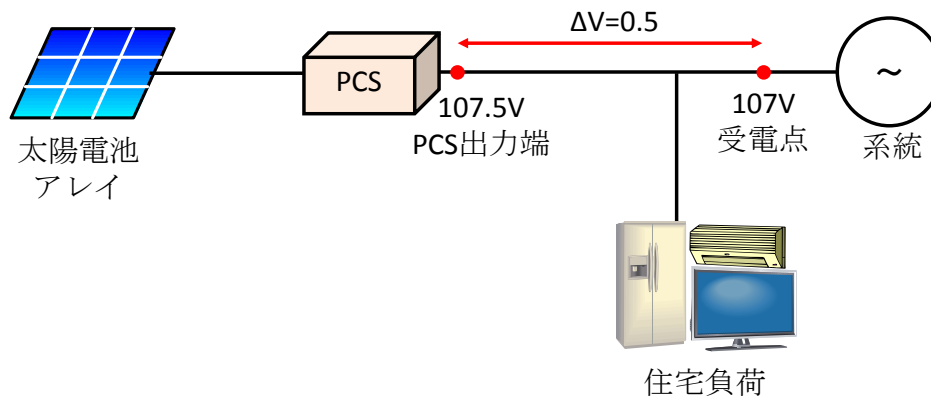 ΔV=0.5
PCS
~
107.5V
PCS出力端
107V
受電点
太陽電池
アレイ
系統
住宅負荷